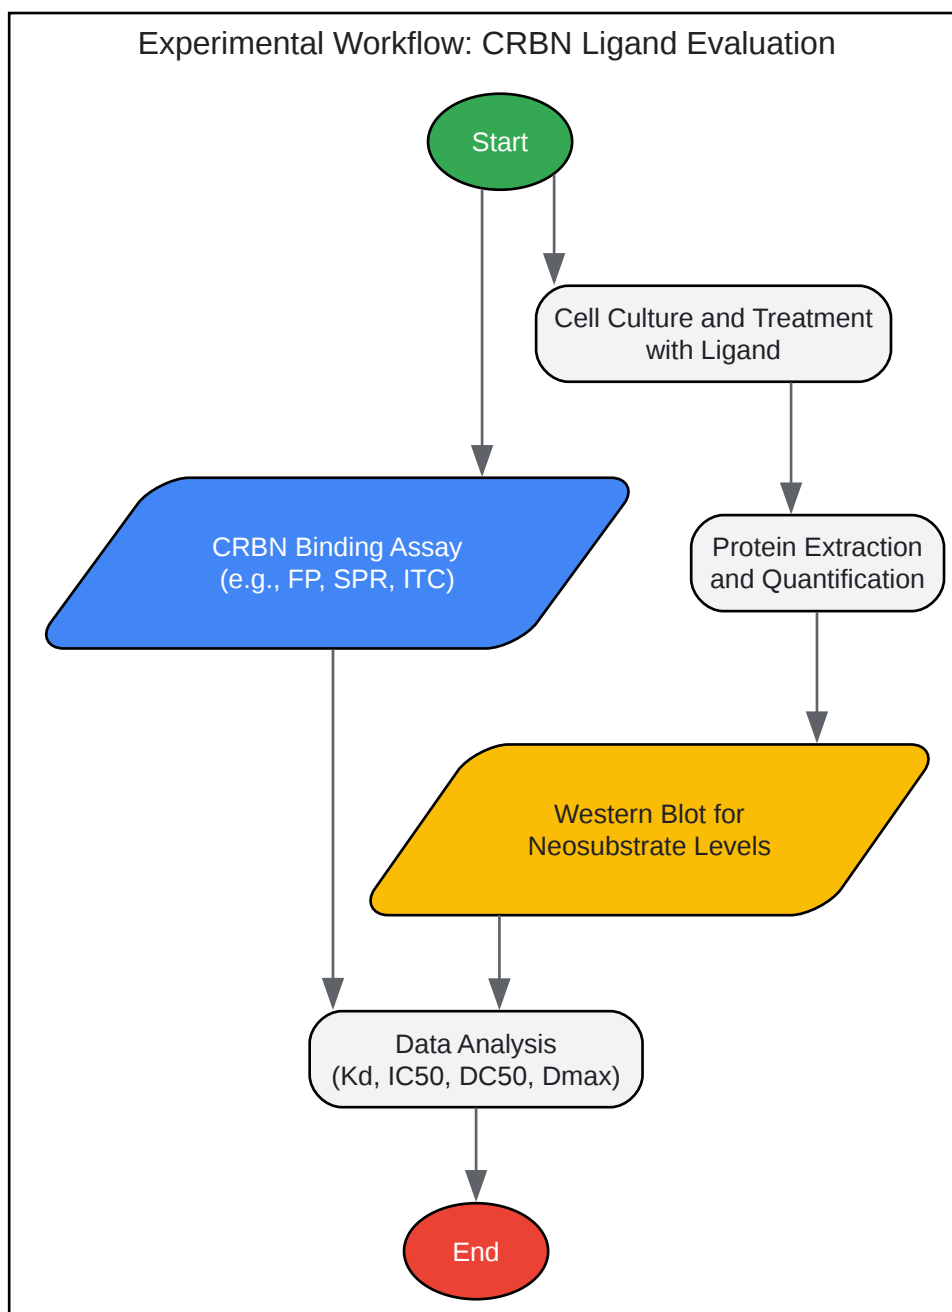 Experimental Workflow: CRBN Ligand Evaluation
Start
Cell Culture and Treatment
with Ligand
CRBN Binding Assay
(e.g., FP, SPR, ITC)
Protein Extraction
and Quantification
Western Blot for
Neosubstrate Levels
Data Analysis
(Kd, IC50, DC50, Dmax)
End